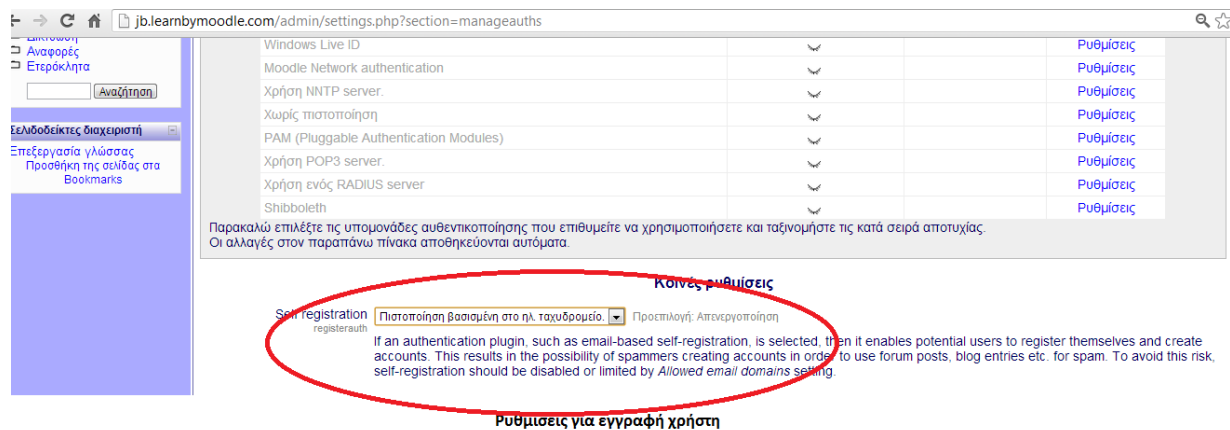 jb.learnbymoodle.com/admin/settings.php?section=manageauths
Αναφορές
Ετερόκλητα
Αναζήτηση
Σελιδοδείκτες διαχειριστή
Επεξεργασία γλώσσας
Προσθήκη της σελίδας στα
Bookmarks
Windows Live ID Ρυθμίσεις
Moodle Network authentication Ρυθμίσεις
Χρήση NNTP server. Ρυθμίσεις
Χωρίς πιστοποίηση Ρυθμίσεις
PAM (Pluggable Authentication Modules) Ρυθμίσεις
Χρήση POP3 server. Ρυθμίσεις
Χρήση ενός RADIUS server Ρυθμίσεις
Shibboleth Ρυθμίσεις
Παρακαλώ επιλέξτε τις υπομονάδες αυθεντικοποίησης που επιθυμείτε να χρησιμοποιήσετε και ταξινομήστε τις κατά σειρά αποτυχίας.
Οι αλλαγές στον παραπάνω πίνακα αποθηκεύονται αυτόματα.
Κοινές ρυθμίσεις
Self registration Πιστοποίηση βασισμένη στο ηλ. ταχυδρομείο. Προεπιλογή: Απενεργοποίηση
registerauth
If an authentication plugin, such as email-based self-registration, is selected, then it enables potential users to register themselves and create
accounts. This results in the possibility of spammers creating accounts in order to use forum posts, blog entries etc. for spam. To avoid this risk,
self-registration should be disabled or limited by Allowed email domains setting.
Ρυθμισεις για εγγραφή χρήστη